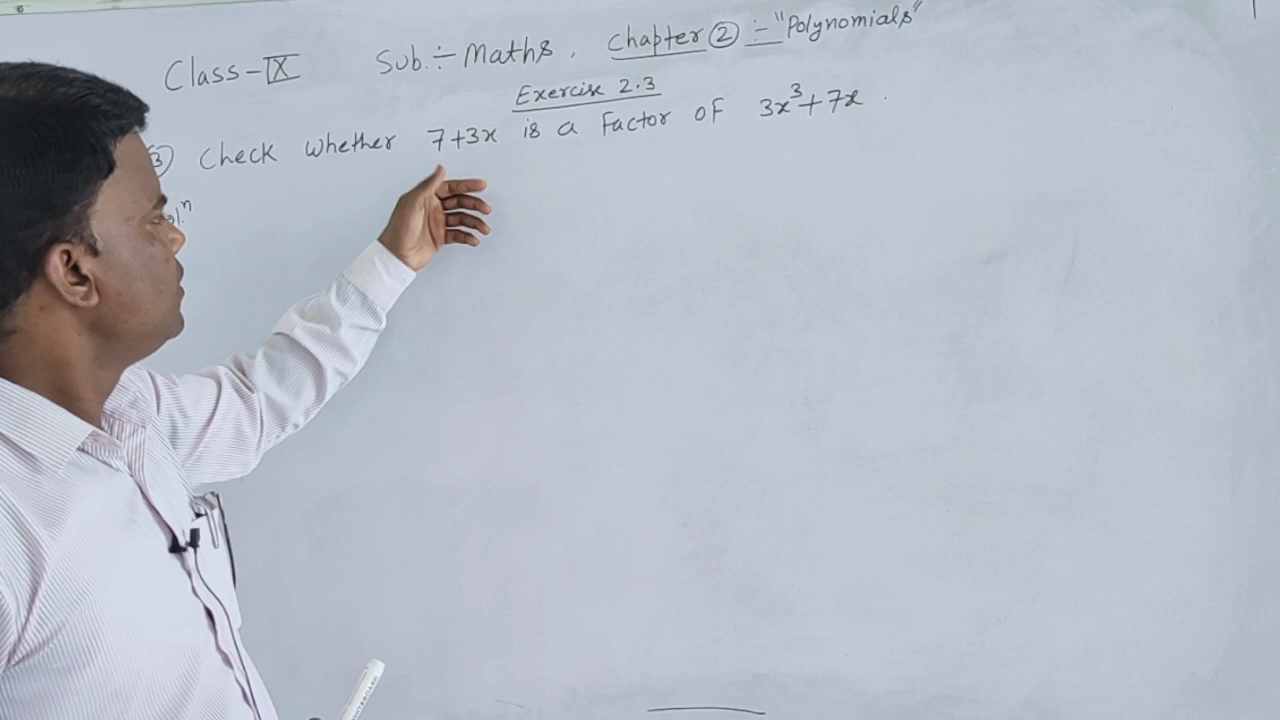 Class-IX Sub.÷ Maths, Chapter ② :- "Polynomials"
Exercise 2.3
③ Check whether 7+3x is a factor of 3x³+7x.
Sol.ⁿ